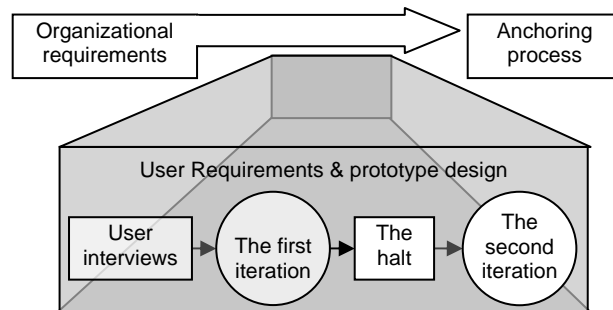 Organizational
requirements
Anchoring
process
User Requirements & prototype design
User
interviews
The first
iteration
The
halt
The
second
iteration